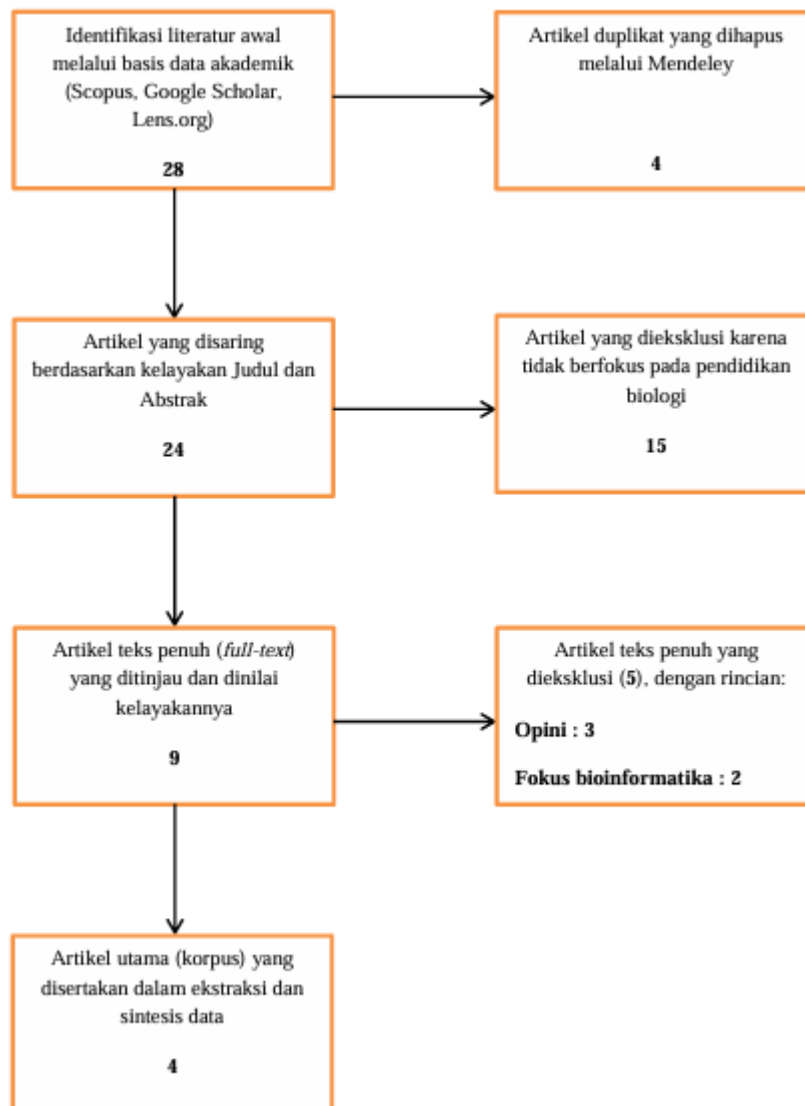 Identifikasi literatur awal
melalui basis data akademik
(Scopus, Google Scholar,
Lens.org)
28
Artikel duplikat yang dihapus
melalui Mendeley
4
Artikel yang disaring
berdasarkan kelayakan Judul dan
Abstrak
24
Artikel yang dieksklusi karena
tidak berfokus pada pendidikan
biologi
15
Artikel teks penuh (full-text)
yang ditinjau dan dinilai
kelayakannya
9
Artikel teks penuh yang
dieksklusi (5), dengan rincian:
Opini : 3
Fokus bioinformatika : 2
Artikel utama (korpus) yang
disertakan dalam ekstraksi dan
sintesis data
4